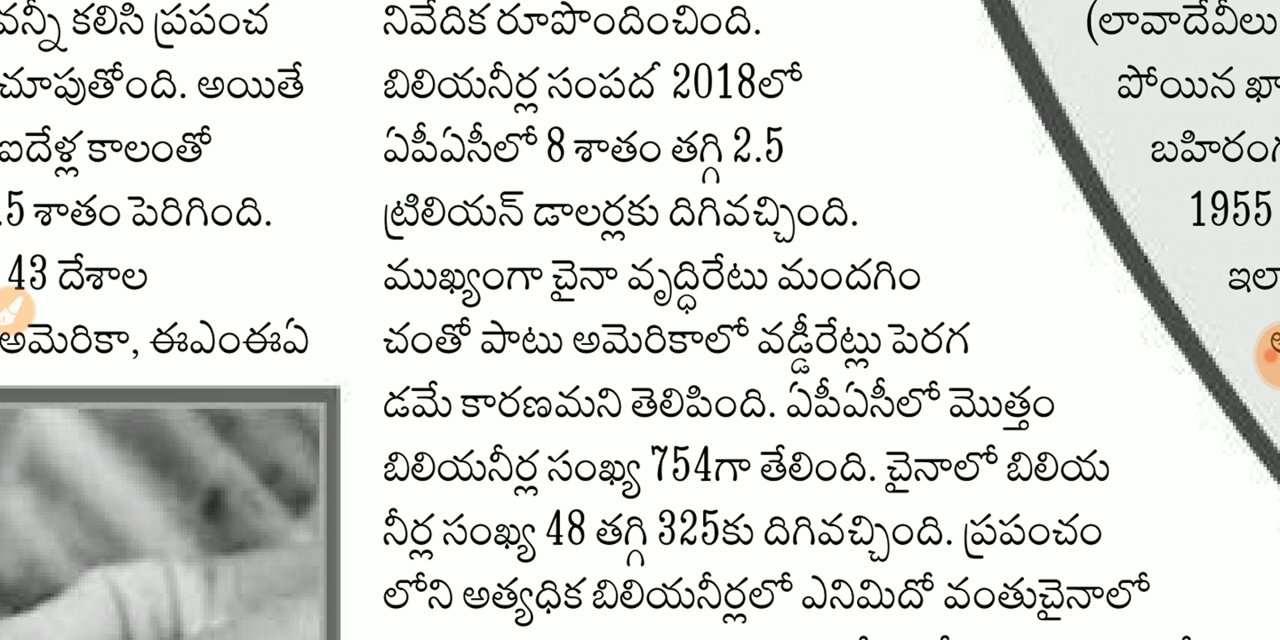 వన్నీ కలిసి ప్రపంచ
చూపుతోంది. అయితే
ఐదేళ్ల కాలంతో
.5 శాతం పెరిగింది.
43 దేశాల
అమెరికా, ఈఎంఈఏ
నివేదిక రూపొందించింది.
బిలియనీర్ల సంపద 2018లో
ఏపీఏసీలో 8 శాతం తగ్గి 2.5
ట్రిలియన్ డాలర్లకు దిగివచ్చింది.
ముఖ్యంగా చైనా వృద్ధిరేటు మందగిం
చంతో పాటు అమెరికాలో వడ్డీరేట్లు పెరగ
డమే కారణమని తెలిపింది. ఏపీఏసీలో మొత్తం
బిలియనీర్ల సంఖ్య 754గా తేలింది. చైనాలో బిలియ
నీర్ల సంఖ్య 48 తగ్గి 325కు దిగివచ్చింది. ప్రపంచం
లోని అత్యధిక బిలియనీర్లలో ఎనిమిదో వంతుచైనాలో
(లావాదేవీలు
పోయిన ఖా
బహిరంగ
1955
ఇలా